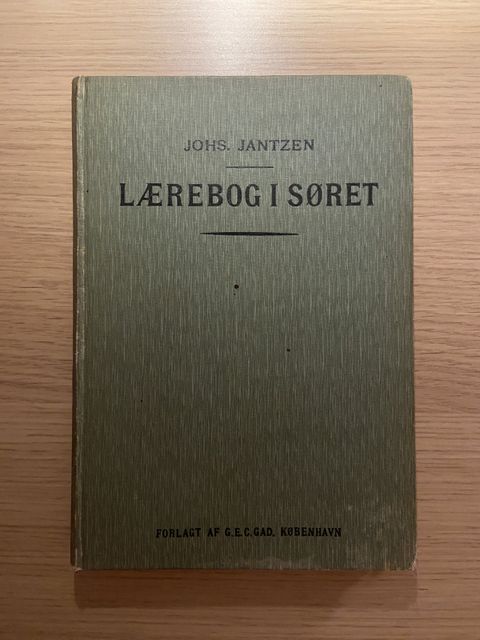 JOHS. JANTZEN
LÆREBOG I SØRET
FORLAGT AF G.E.C. GAD. KØBENHAVN